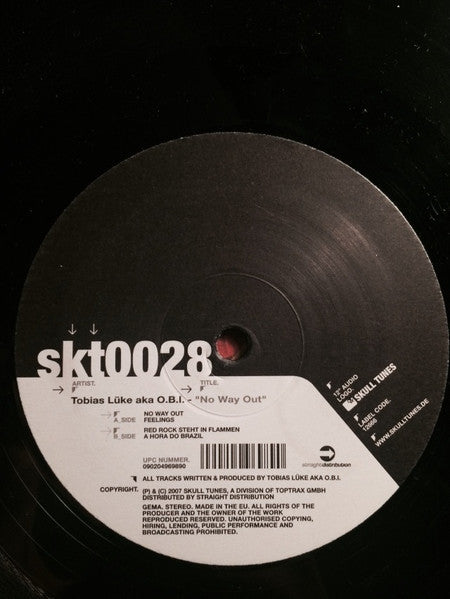 skt0028
ARTIST. TITLE.
Tobias Lüke aka O.B.I. - "No Way Out"
NO WAY OUT
A_SIDE FEELINGS
RED ROCK STEHT IN FLAMMEN
B_SIDE A HORA DO BRAZIL
UPC NUMMER.
090204969890
straightdistribution
ALL TRACKS WRITTEN & PRODUCED BY TOBIAS LÜKE AKA O.B.I.
COPYRIGHT. (P) & (C) 2007 SKULL TUNES, A DIVISION OF TOPTRAX GMBH
DISTRIBUTED BY STRAIGHT DISTRIBUTION
GEMA. STEREO. MADE IN THE EU. ALL RIGHTS OF THE
PRODUCER AND THE OWNER OF THE WORK
REPRODUCED RESERVED. UNAUTHORISED COPYING,
HIRING, LENDING, PUBLIC PERFORMANCE AND
BROADCASTING PROHIBITED.
12" AUDIO
LOGO.
SKULL TUNES
LABEL CODE.
12666
WWW.SKULLTUNES.DE